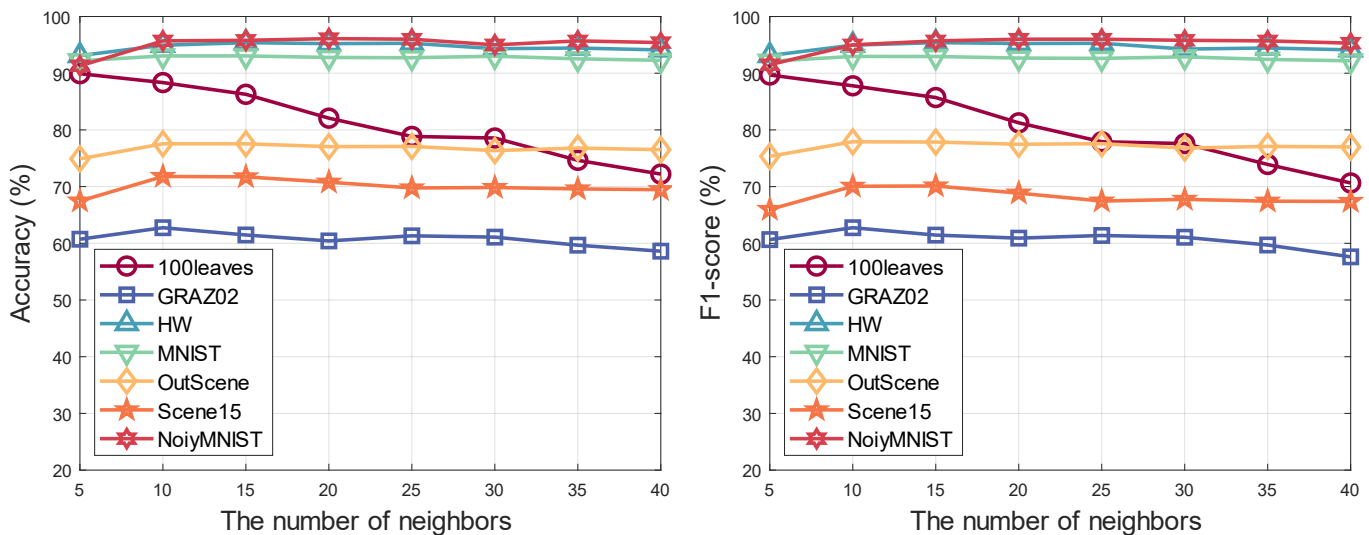 100
90
80
70
60
50
40
30
20
Accuracy (%)
100leaves
GRAZ02
HW
MNIST
OutScene
Scene15
NoiyMNIST
5 10 15 20 25 30 35 40
The number of neighbors
100
90
80
70
60
50
40
30
20
F1-score (%)
100leaves
GRAZ02
HW
MNIST
OutScene
Scene15
NoiyMNIST
5 10 15 20 25 30 35 40
The number of neighbors